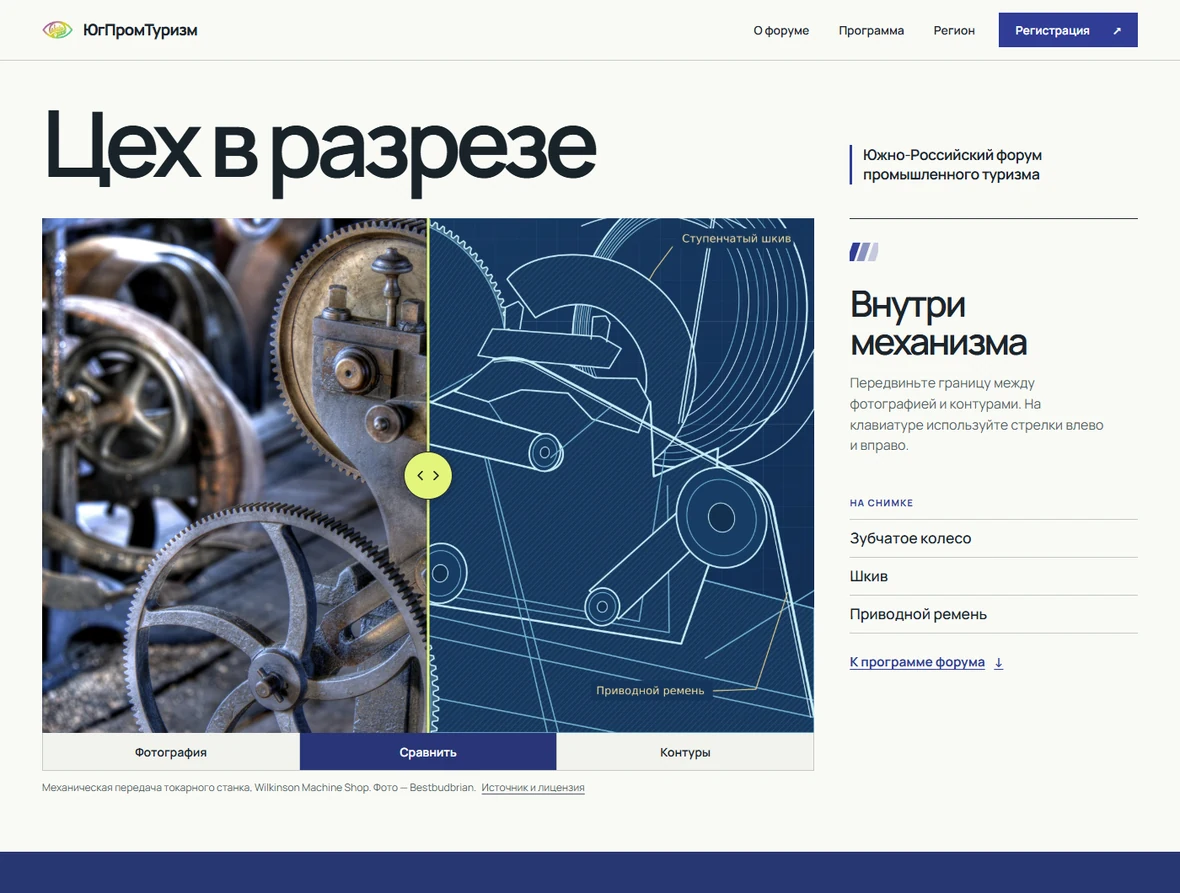 ЮгПромТуризм
О форуме
Программа
Регион
Регистрация ↗
Цех в разрезе
Южно-Российский форум
промышленного туризма
Ступенчатый шкив
Приводной ремень
Фотография
Сравнить
Контуры
Механическая передача токарного станка, Wilkinson Machine Shop. Фото — Bestbudbrian. Источник и лицензия
Внутри
механизма
Передвиньте границу между
фотографией и контурами. На
клавиатуре используйте стрелки влево
и вправо.
НА СНИМКЕ
Зубчатое колесо
Шкив
Приводной ремень
К программе форума ↓